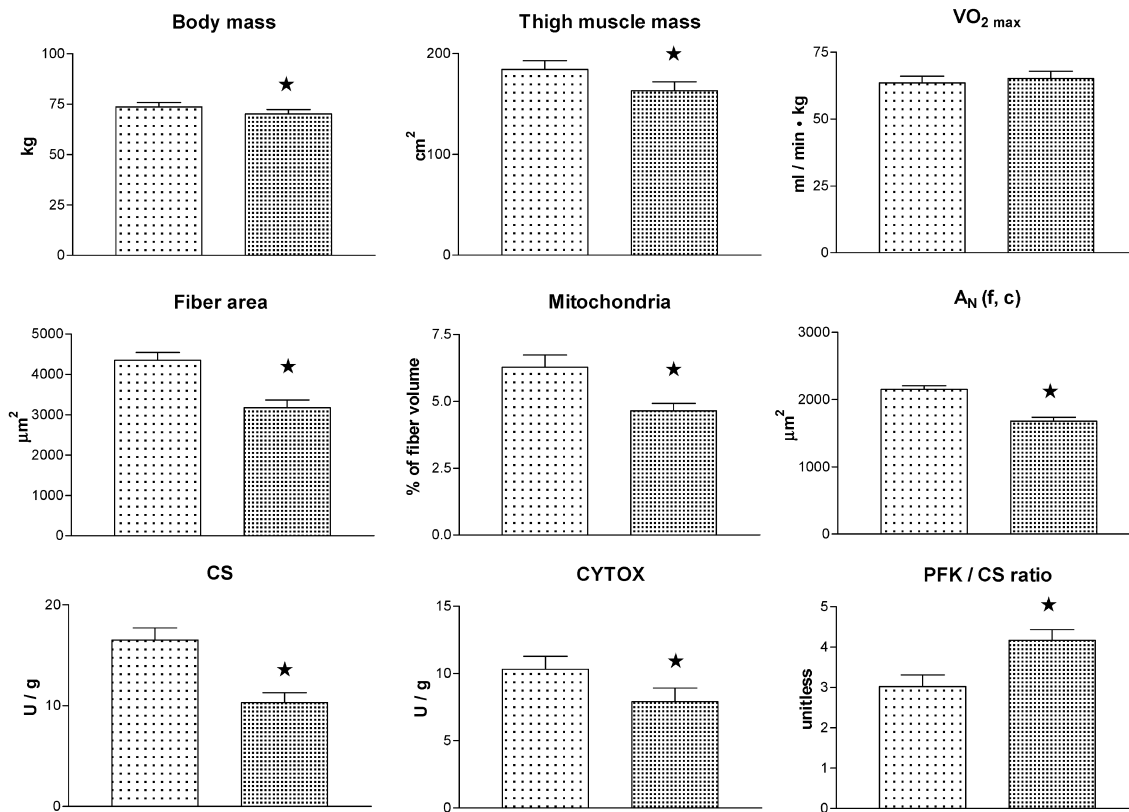 Body mass
100
75
50
25
0
kg
Thigh muscle mass
200
100
0
cm²
VO₂ max
75
50
25
0
ml / min • kg
Fiber area
5000
4000
3000
2000
1000
0
μm²
Mitochondria
7.5
5.0
2.5
0.0
% of fiber volume
A_N (f, c)
3000
2000
1000
0
μm²
CS
20
10
0
U / g
CYTOX
15
10
5
0
U / g
PFK / CS ratio
5
4
3
2
1
0
unitless